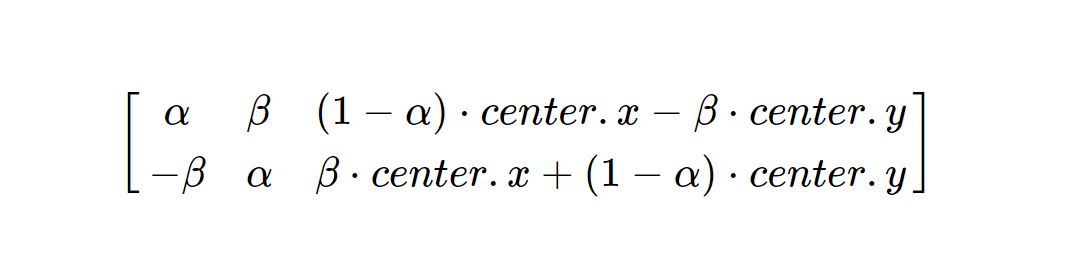 α β (1 − α) · center. x − β · center. y
−β α β · center. x + (1 − α) · center. y